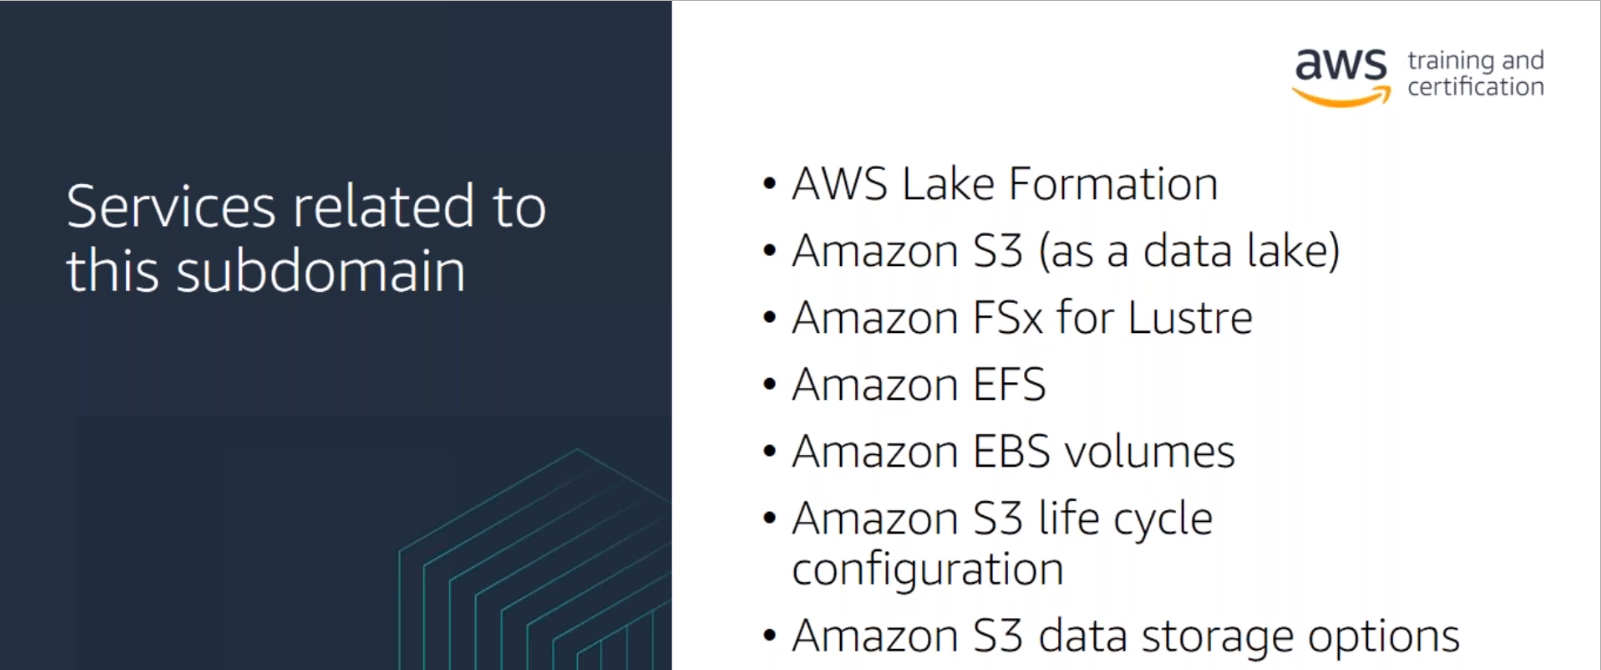 Services related to
this subdomain
aws training and
certification
• AWS Lake Formation
• Amazon S3 (as a data lake)
• Amazon FSx for Lustre
• Amazon EFS
• Amazon EBS volumes
• Amazon S3 life cycle
configuration
• Amazon S3 data storage options